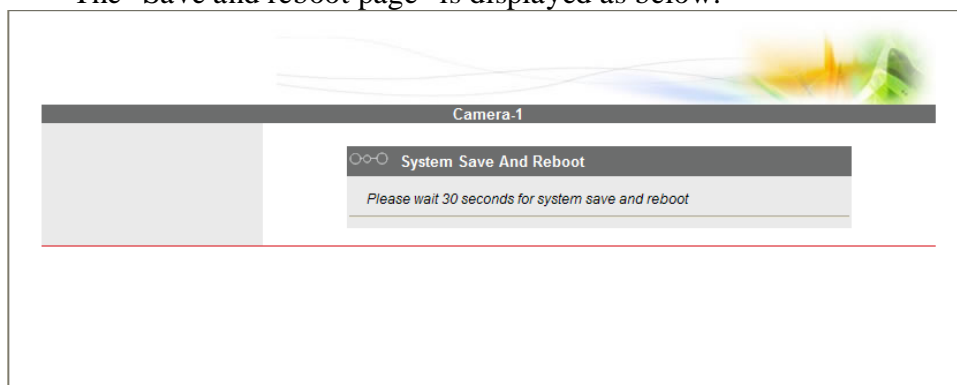 The "Save and reboot page" is displayed as below:
Camera-1
System Save And Reboot
Please wait 30 seconds for system save and reboot